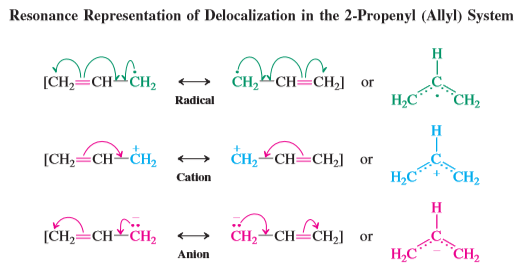 Resonance Representation of Delocalization in the 2-Propenyl (Allyl) System
[CH2=CH—CH2 ⟷ CH2—CH=CH2] or
Radical
H
C
H2C · CH2
[CH2=CH—CH2 + ⟷ + CH2—CH=CH2] or
Cation
H
C
H2C + CH2
[CH2=CH—CH2 − ⟷ − CH2—CH=CH2] or
Anion
H
C
H2C − CH2